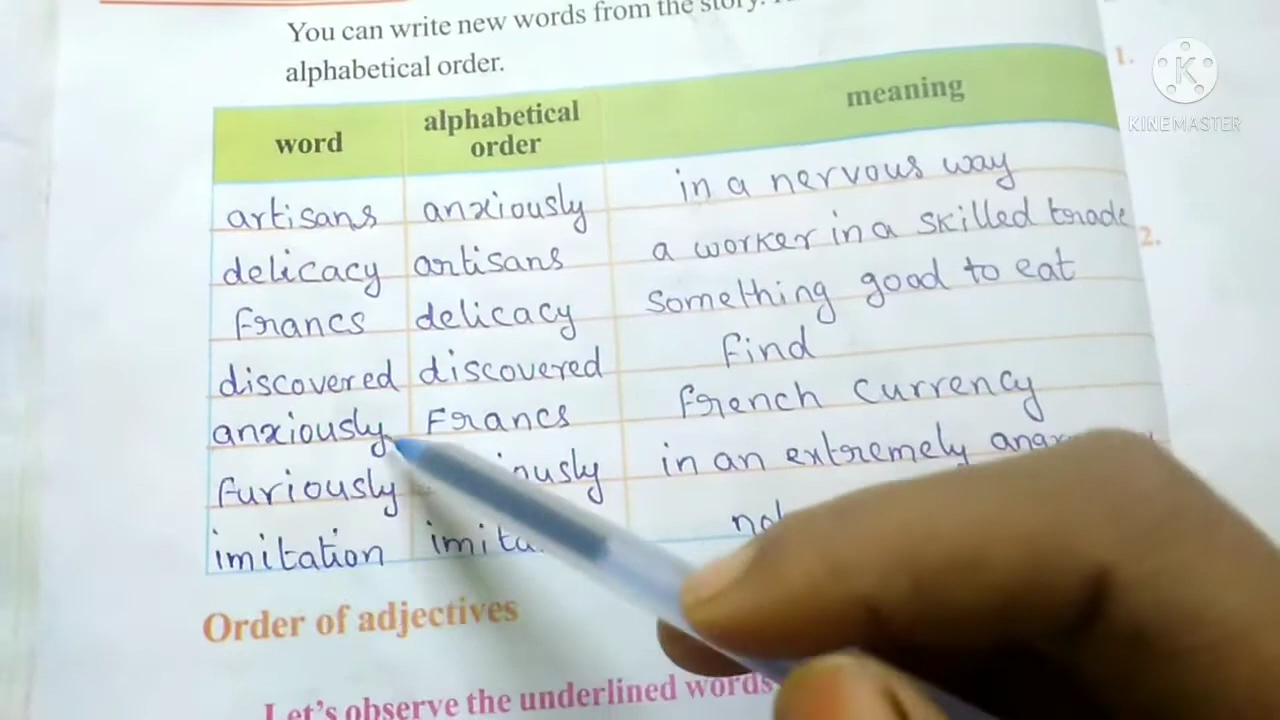 You can write new words from the story.
alphabetical order.
1.
KINEMASTER
word alphabetical order meaning
artisans anxiously in a nervous way
delicacy artisans a worker in a skilled trade
Francs delicacy something good to eat
2.
discovered discovered find
anxiously Francs French currency
furiously in an extremely
imitation
Order of adjectives
Let's observe the underlined words